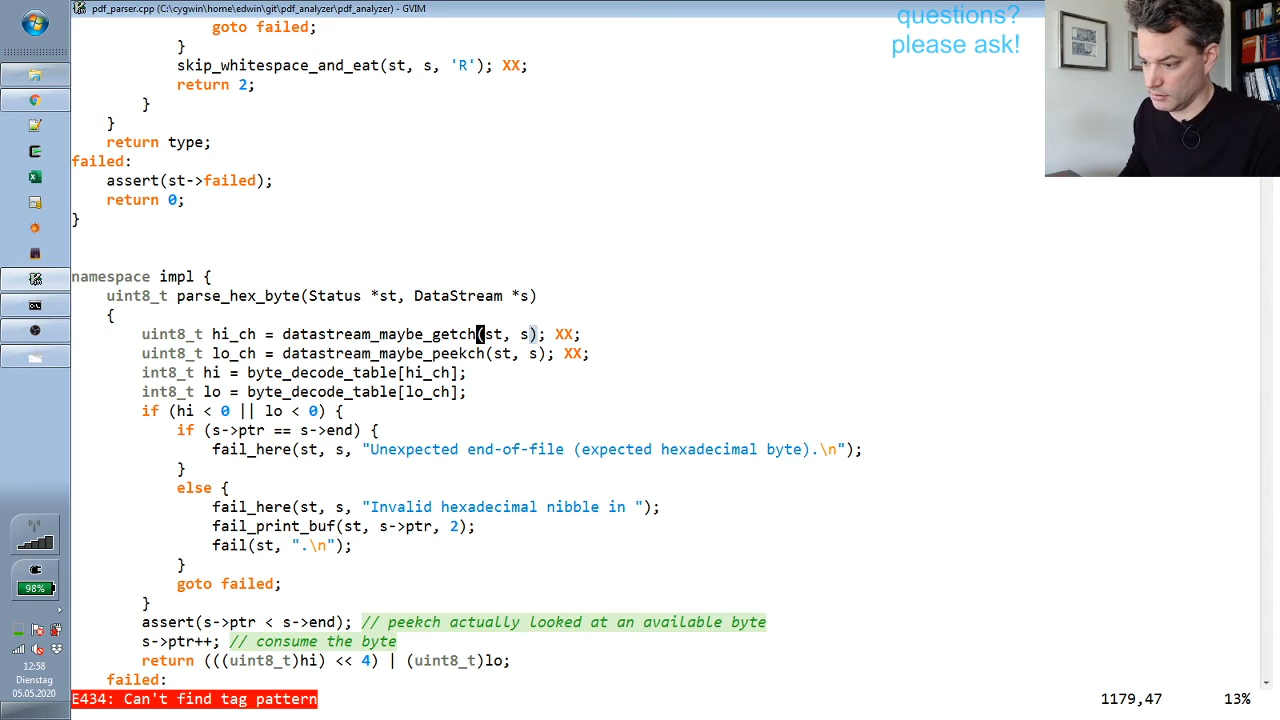 pdf_parser.cpp (C:\cygwin\home\edwin\git\pdf_analyzer\pdf_analyzer) - GVIM
questions?
please ask!
goto failed;
}
skip_whitespace_and_eat(st, s, 'R'); XX;
return 2;
}
}
return type;
failed:
assert(st->failed);
return 0;
}
namespace impl {
uint8_t parse_hex_byte(Status *st, DataStream *s)
{
uint8_t hi_ch = datastream_maybe_getch(st, s); XX;
uint8_t lo_ch = datastream_maybe_peekch(st, s); XX;
int8_t hi = byte_decode_table[hi_ch];
int8_t lo = byte_decode_table[lo_ch];
if (hi < 0 || lo < 0) {
if (s->ptr == s->end) {
fail_here(st, s, "Unexpected end-of-file (expected hexadecimal byte).\n");
}
else {
fail_here(st, s, "Invalid hexadecimal nibble in ");
fail_print_buf(st, s->ptr, 2);
fail(st, ".\n");
}
goto failed;
}
assert(s->ptr < s->end); // peekch actually looked at an available byte
s->ptr++; // consume the byte
return (((uint8_t)hi) << 4) | (uint8_t)lo;
failed:
E434: Can't find tag pattern
1179,47
13%
98%
12:58
Dienstag
05.05.2020